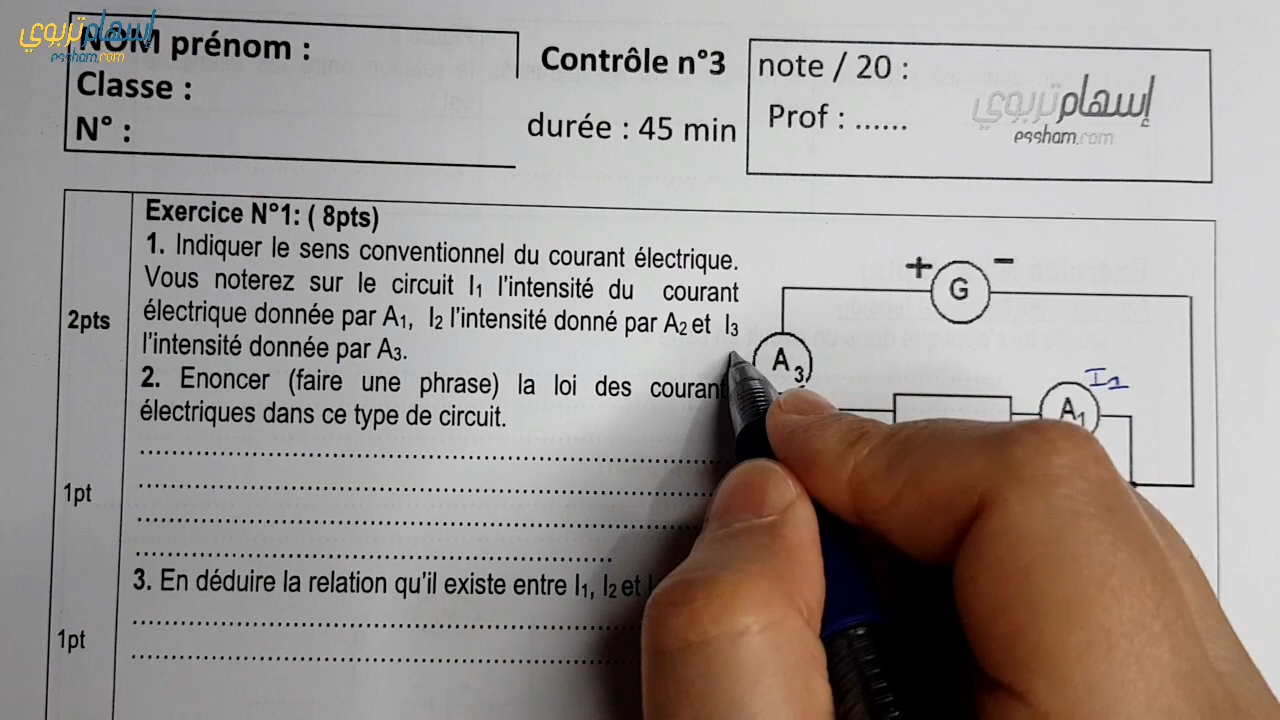 إسهام تربوي
essham.com
NOM prénom :
Classe :
N° :
Contrôle n°3
durée : 45 min
note / 20 :
Prof : ......
إسهام تربوي
essham.com
Exercice N°1: ( 8pts)
1. Indiquer le sens conventionnel du courant électrique.
Vous noterez sur le circuit I1 l'intensité du courant
2pts
électrique donnée par A1, I2 l'intensité donné par A2 et I3
l'intensité donnée par A3.
2. Enoncer (faire une phrase) la loi des courant
électriques dans ce type de circuit.
1pt
3. En déduire la relation qu'il existe entre I1, I2 et
1pt
+ G -
A3
I1
A1